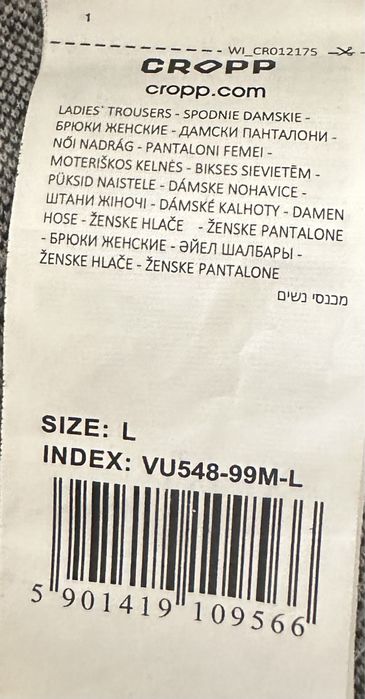 1
WI_CR012175
CROPP
cropp.com
LADIES' TROUSERS - SPODNIE DAMSKIE -
БРЮКИ ЖЕНСКИЕ - ДАМСКИ ПАНТАЛОНИ -
NŐI NADRÁG - PANTALONI FEMEI -
MOTERIŠKOS KELNĖS - BIKSES SIEVIETĒM -
PÜKSID NAISTELE - DÁMSKE NOHAVICE -
ШТАНИ ЖІНОЧІ - DÁMSKÉ KALHOTY - DAMEN
HOSE - ŽENSKE HLAČE - ŽENSKE PANTALONE
- БРЮКИ ЖЕНСКИЕ - ӘЙЕЛ ШАЛБАРЫ -
ŽENSKE HLAČE - ŽENSKE PANTALONE
מכנסי נשים
SIZE: L
INDEX: VU548-99M-L
5 901419 109566